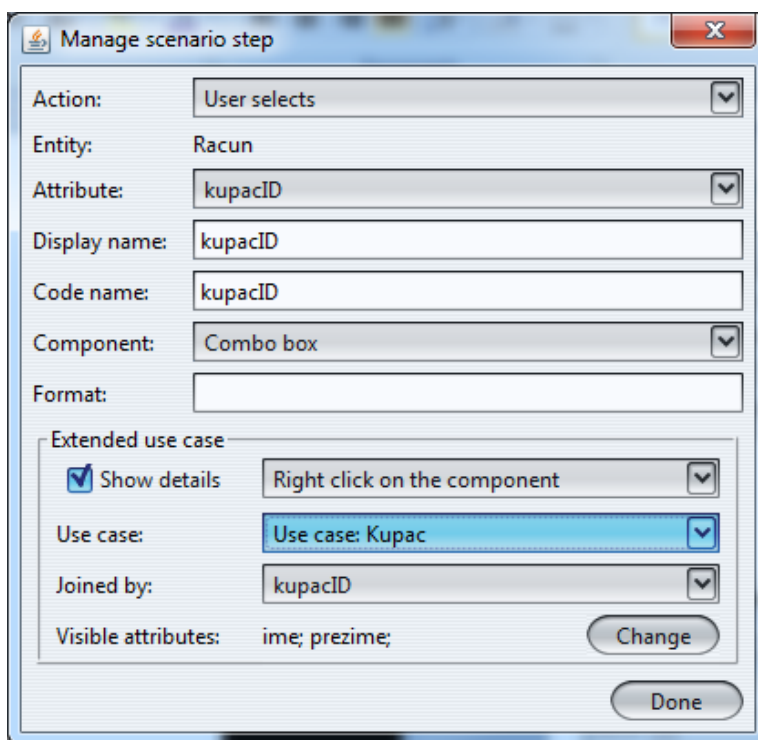 Manage scenario step
Action: User selects
Entity: Racun
Attribute: kupacID
Display name: kupacID
Code name: kupacID
Component: Combo box
Format:
Extended use case
Show details Right click on the component
Use case: Use case: Kupac
Joined by: kupacID
Visible attributes: ime; prezime; Change
Done